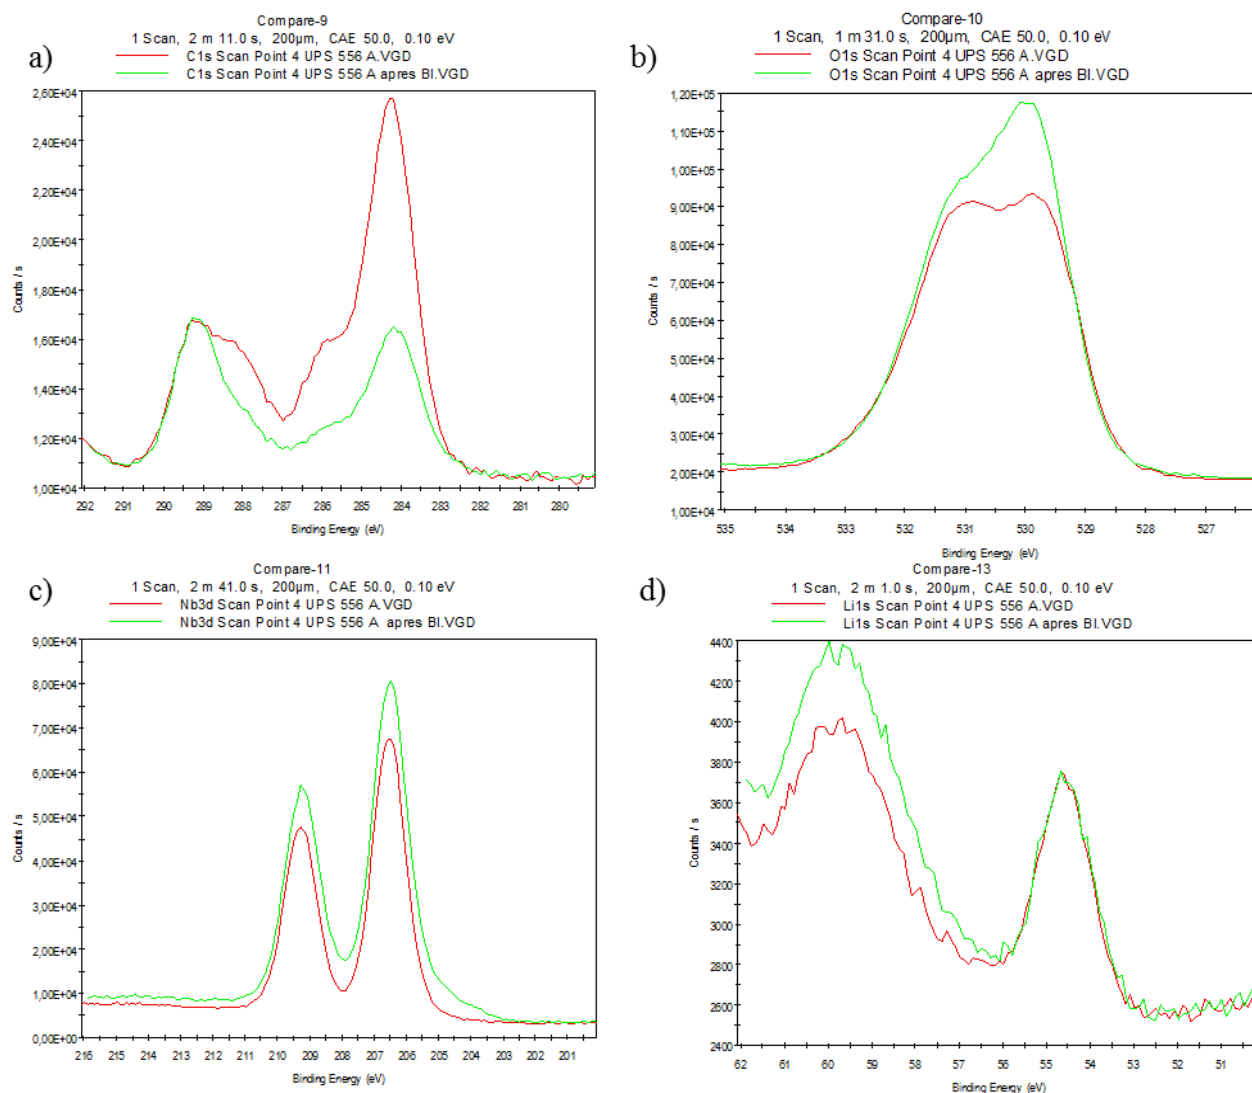 a)
Compare-9
1 Scan, 2 m 11.0 s, 200µm, CAE 50.0, 0.10 eV
C1s Scan Point 4 UPS 556 A.VGD
C1s Scan Point 4 UPS 556 A apres BI.VGD
2,60E+04
2,40E+04
2,20E+04
2,00E+04
1,80E+04
1,60E+04
1,40E+04
1,20E+04
1,00E+04
Counts / s
292 291 290 289 288 287 286 285 284 283 282 281 280
Binding Energy (eV)
b)
Compare-10
1 Scan, 1 m 31.0 s, 200µm, CAE 50.0, 0.10 eV
O1s Scan Point 4 UPS 556 A.VGD
O1s Scan Point 4 UPS 556 A apres BI.VGD
1,20E+05
1,10E+05
1,00E+05
9,00E+04
8,00E+04
7,00E+04
6,00E+04
5,00E+04
4,00E+04
3,00E+04
2,00E+04
1,00E+04
Counts / s
535 534 533 532 531 530 529 528 527
Binding Energy (eV)
c)
Compare-11
1 Scan, 2 m 41.0 s, 200µm, CAE 50.0, 0.10 eV
Nb3d Scan Point 4 UPS 556 A.VGD
Nb3d Scan Point 4 UPS 556 A apres BI.VGD
9,00E+04
8,00E+04
7,00E+04
6,00E+04
5,00E+04
4,00E+04
3,00E+04
2,00E+04
1,00E+04
0,00E+00
Counts / s
216 215 214 213 212 211 210 209 208 207 206 205 204 203 202 201
Binding Energy (eV)
d)
Compare-13
1 Scan, 2 m 1.0 s, 200µm, CAE 50.0, 0.10 eV
Li1s Scan Point 4 UPS 556 A.VGD
Li1s Scan Point 4 UPS 556 A apres BI.VGD
4400
4200
4000
3800
3600
3400
3200
3000
2800
2600
2400
Counts / s
62 61 60 59 58 57 56 55 54 53 52 51
Binding Energy (eV)